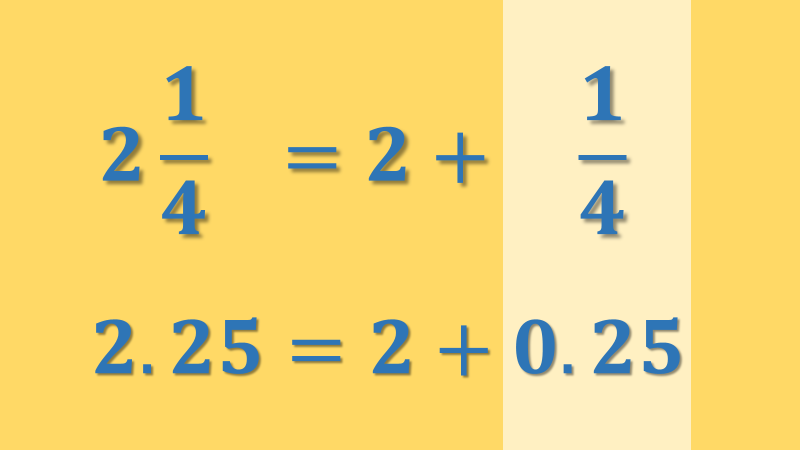 2 1/4 = 2 + 1/4
2.25 = 2 + 0.25